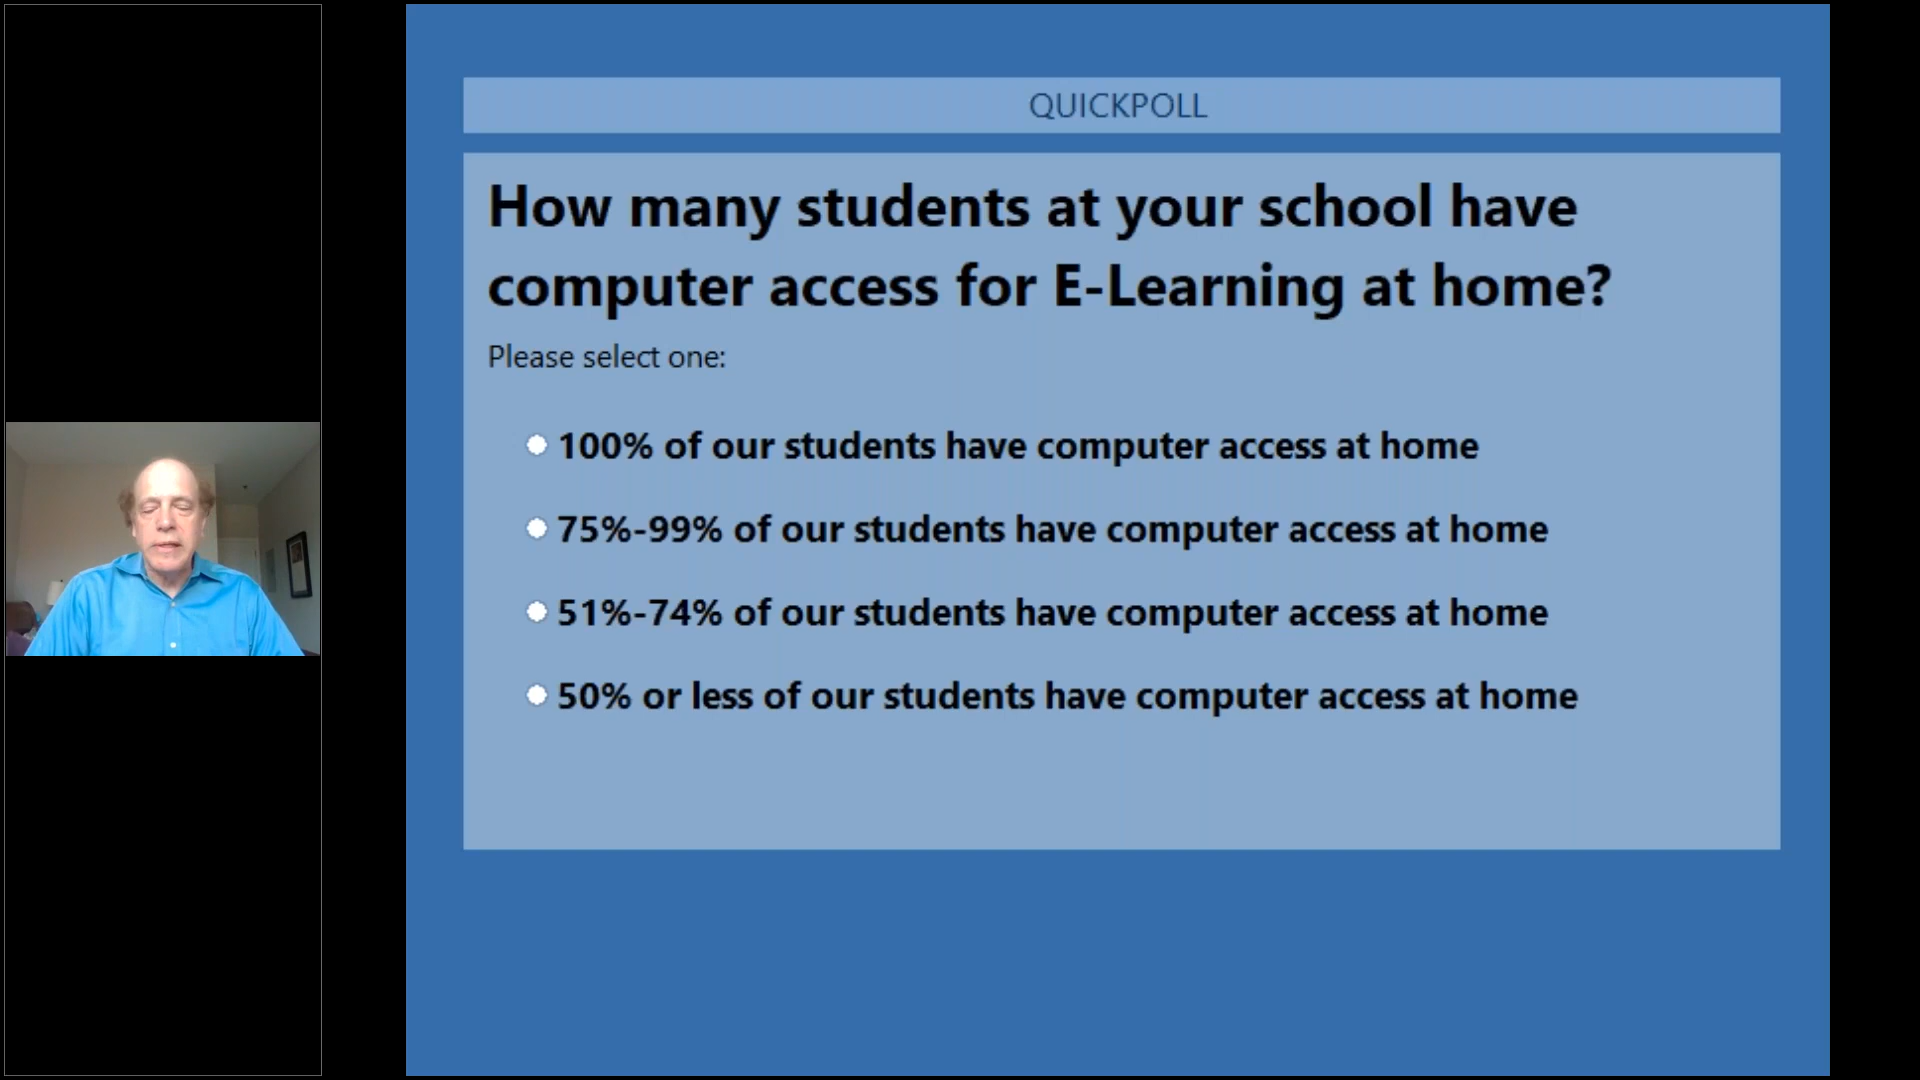 QUICKPOLL
How many students at your school have
computer access for E-Learning at home?
Please select one:
100% of our students have computer access at home
75%-99% of our students have computer access at home
51%-74% of our students have computer access at home
50% or less of our students have computer access at home